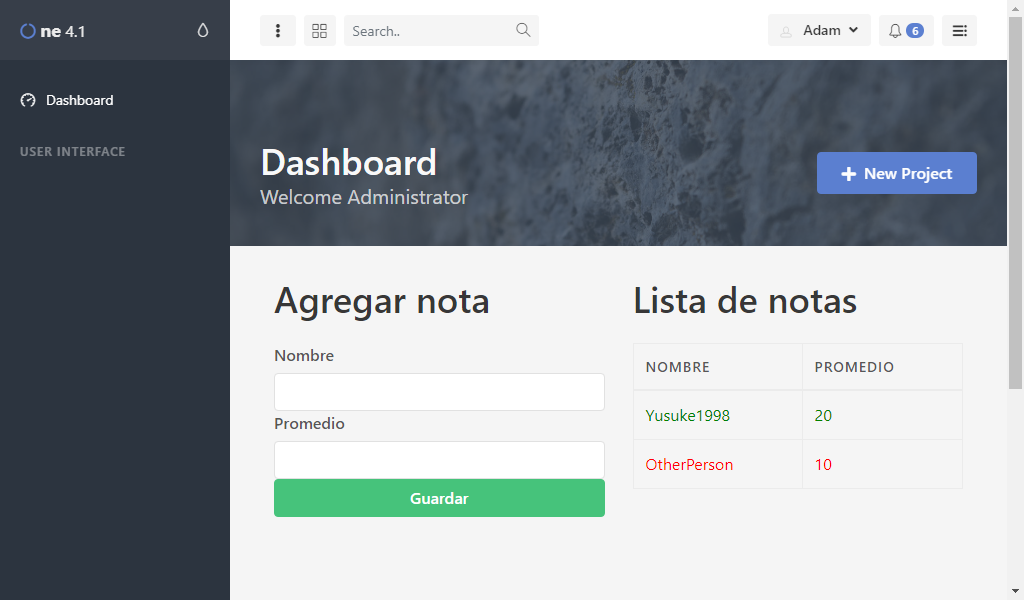 ne 4.1
Search..
Adam
6
Dashboard
USER INTERFACE
Dashboard
Welcome Administrator
New Project
Agregar nota
Nombre
Promedio
Guardar
Lista de notas
NOMBRE PROMEDIO
Yusuke1998 20
OtherPerson 10